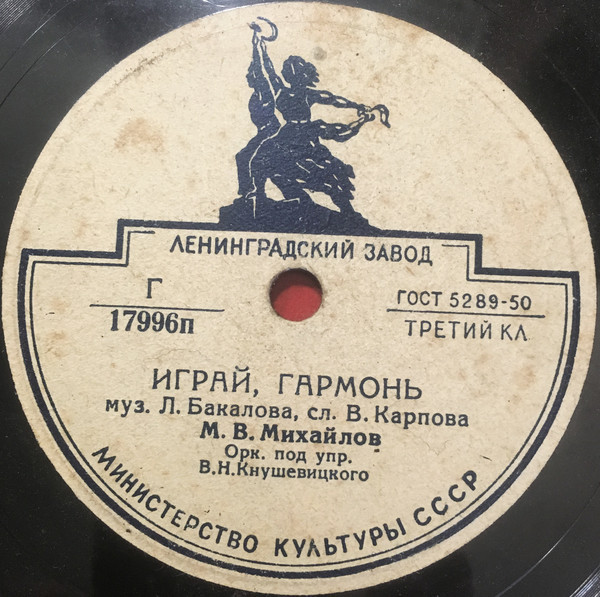 ЛЕНИНГРАДСКИЙ ЗАВОД
Г
17996п
ГОСТ 5289-50
ТРЕТИЙ КЛ
ИГРАЙ, ГАРМОНЬ
муз. Л. Бакалова, сл. В. Карпова
М. В. Михайлов
Орк. под упр.
В.Н.Кнушевицкого
МИНИСТЕРСТВО КУЛЬТУРЫ СССР